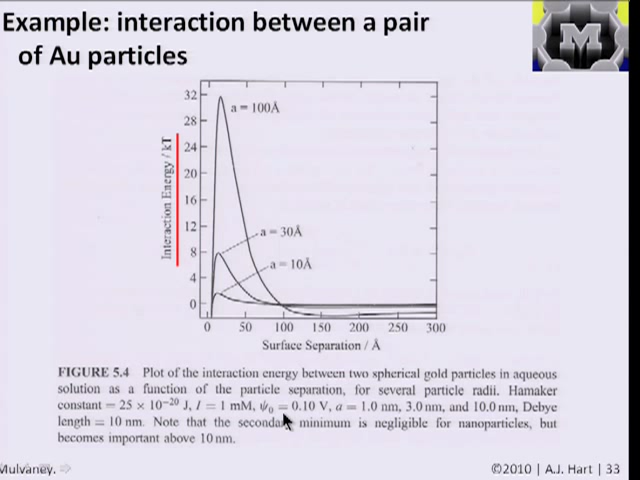 Example: interaction between a pair
of Au particles
M
32
28
24
20
16
12
8
4
0
Interaction Energy / kT
a = 100Å
a = 30Å
a = 10Å
0 50 100 150 200 250 300
Surface Separation / Å
FIGURE 5.4 Plot of the interaction energy between two spherical gold particles in aqueous
solution as a function of the particle separation, for several particle radii. Hamaker
constant = 25 × 10⁻²⁰ J, I = 1 mM, ψ₀ = 0.10 V, a = 1.0 nm, 3.0 nm, and 10.0 nm, Debye
length = 10 nm. Note that the secondary minimum is negligible for nanoparticles, but
becomes important above 10 nm.
Mulvaney.
©2010 | A.J. Hart | 33